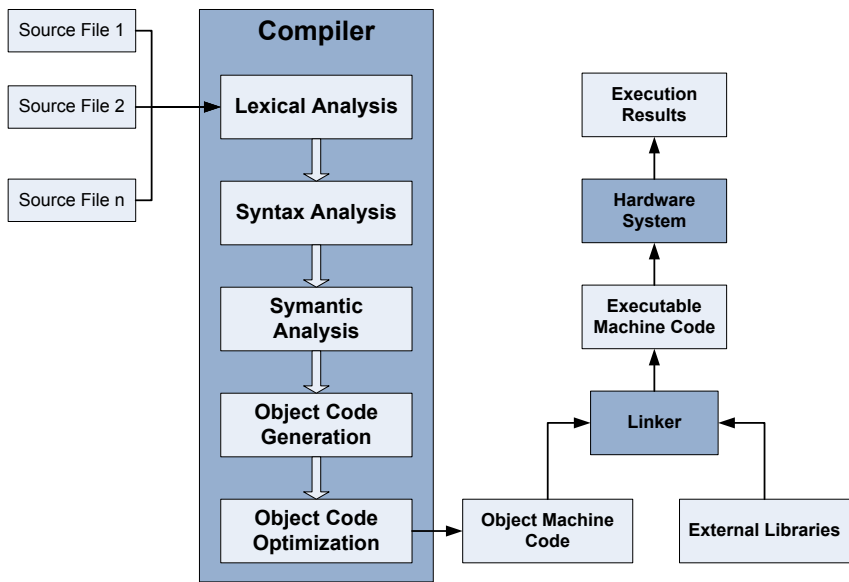 Source File 1
Source File 2
Source File n
Compiler
Lexical Analysis
Syntax Analysis
Symantic
Analysis
Object Code
Generation
Object Code
Optimization
Object Machine
Code
External Libraries
Linker
Executable
Machine Code
Hardware
System
Execution
Results